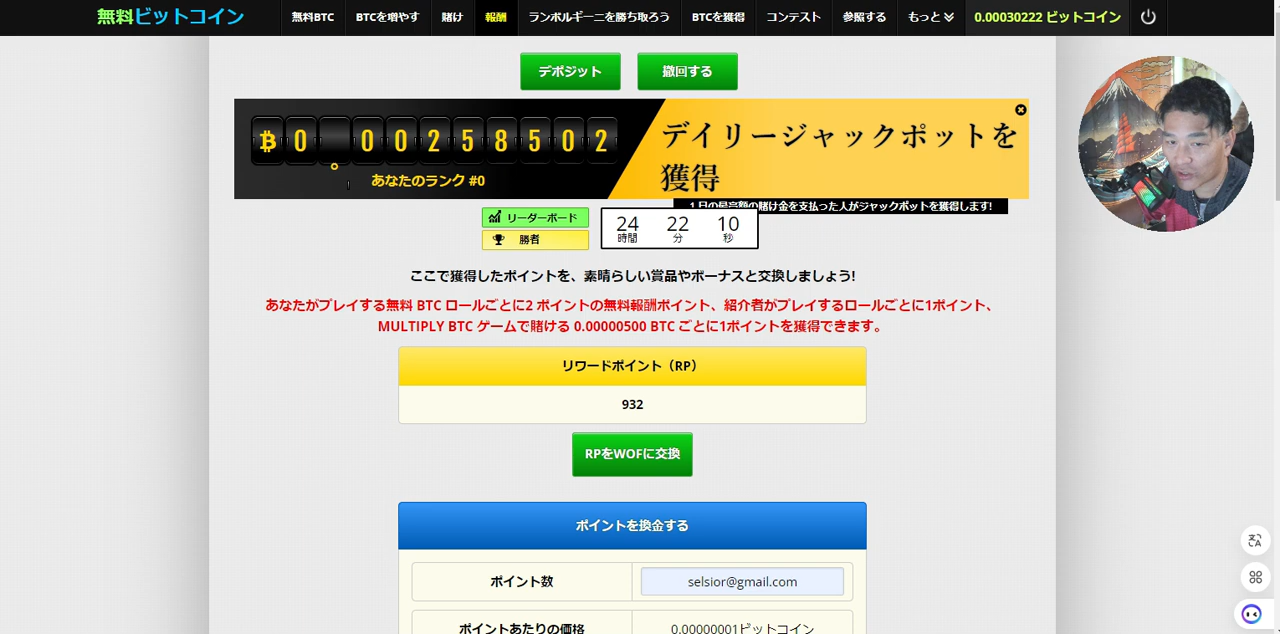 無料ビットコイン
無料BTC BTCを増やす 賭け 報酬 ランボルギーニを勝ち取ろう BTCを獲得 コンテスト 参照する もっと 0.00030222 ビットコイン
デポジット 撤回する
₿0.00258502
あなたのランク #0
デイリージャックポットを
獲得
1 日の最高額の賭け金を支払った人がジャックポットを獲得します!
リーダーボード
勝者
24 22 10
時間 分 秒
ここで獲得したポイントを、素晴らしい賞品やボーナスと交換しましょう!
あなたがプレイする無料 BTC ロールごとに2 ポイントの無料報酬ポイント、紹介者がプレイするロールごとに1ポイント、
MULTIPLY BTC ゲームで賭ける 0.00000500 BTC ごとに1ポイントを獲得できます。
リワードポイント（RP）
932
RPをWOFに交換
ポイントを換金する
ポイント数 selsior@gmail.com
ポイントあたりの価格 0.00000001ビットコイン